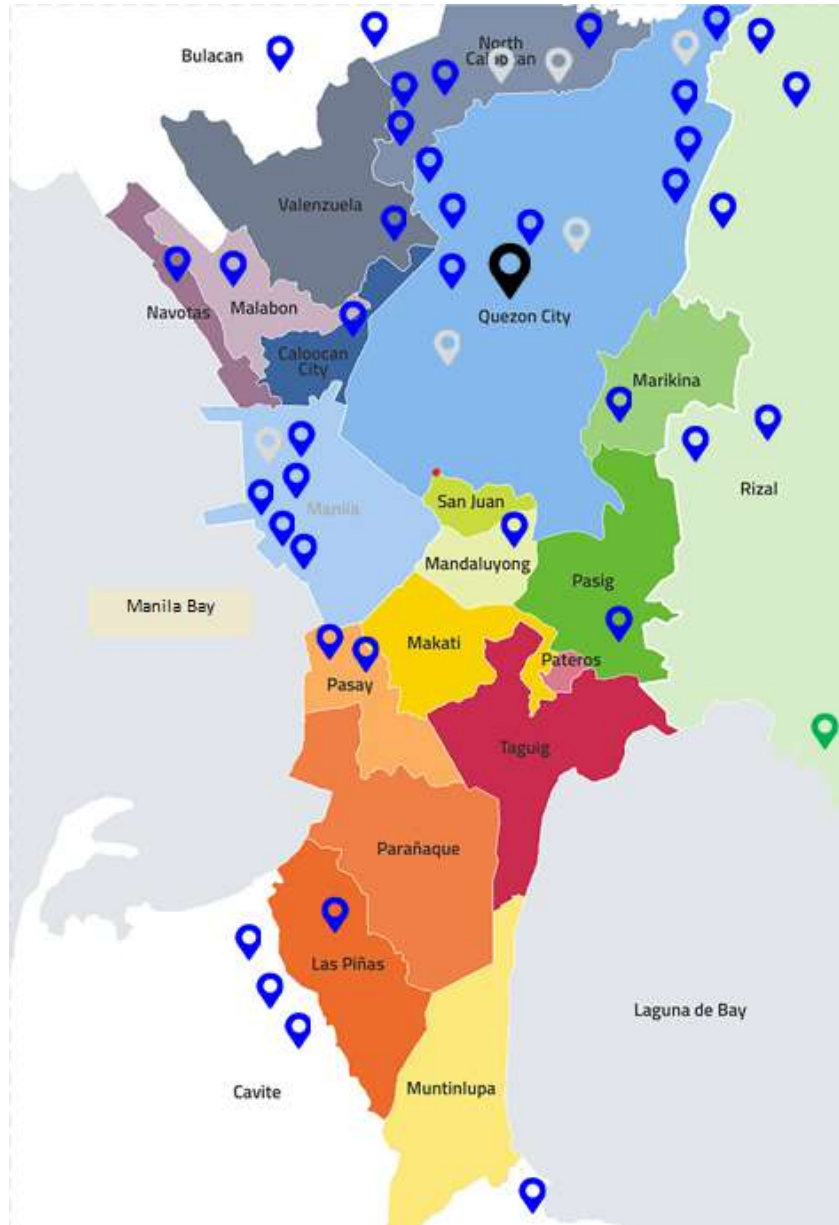 North
Caloocan
Bulacan
Valenzuela
Navotas
Malabon
Quezon City
Caloocan
City
Marikina
Rizal
San Juan
Manila
Mandaluyong
Pasig
Manila Bay
Makati
Pateros
Pasay
Taguig
Parañaque
Las Piñas
Laguna de Bay
Cavite
Muntinlupa